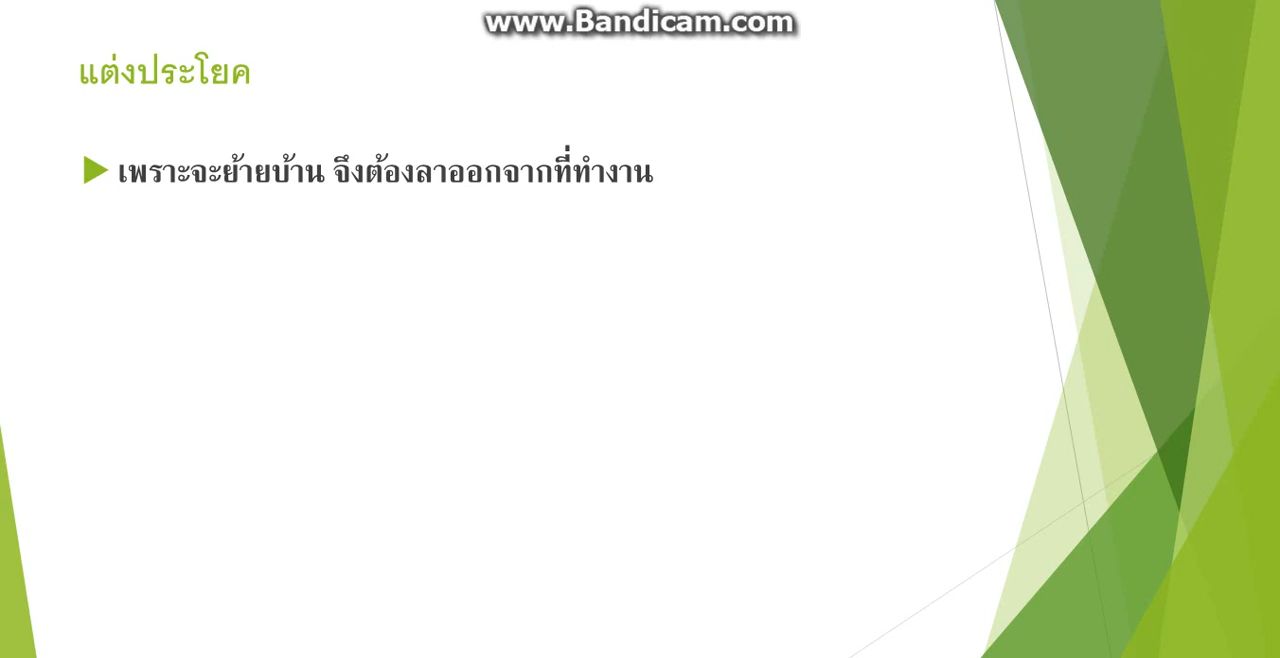 www.Bandicam.com
แต่งประโยค
เพราะจะย้ายบ้าน จึงต้องลาออกจากที่ทำงาน